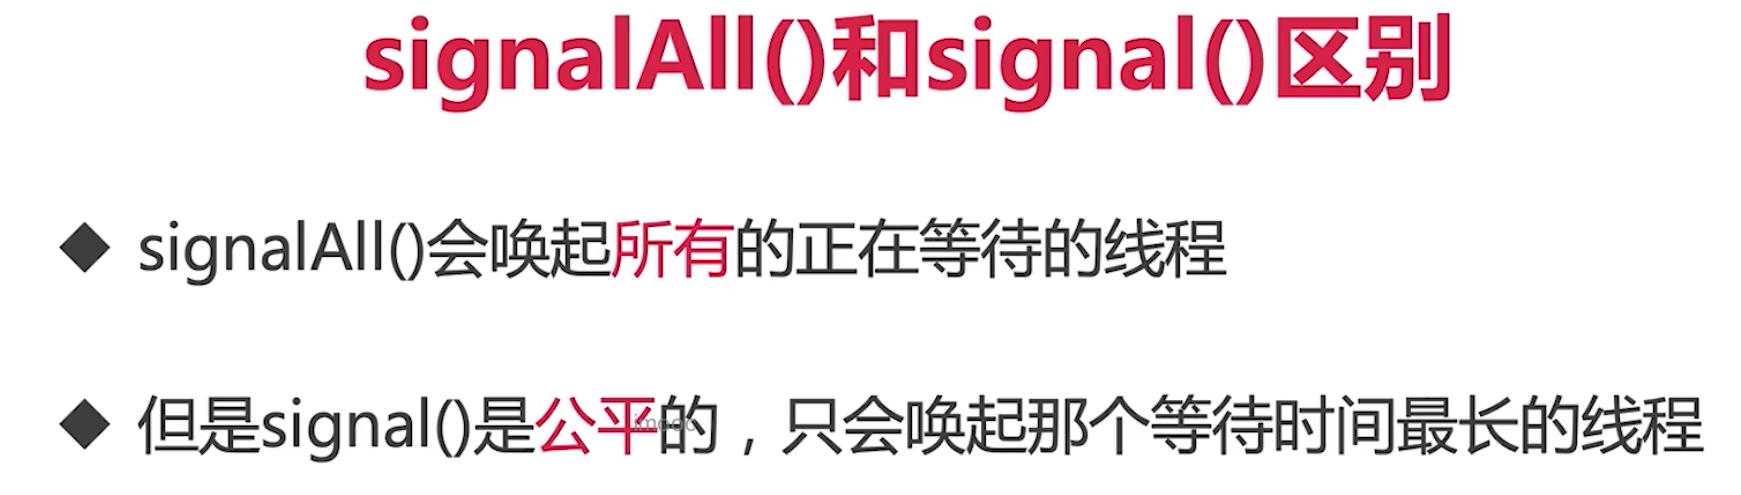 signalAll()和signal()区别
signalAll()会唤起所有的正在等待的线程
但是signal()是公平的，只会唤起那个等待时间最长的线程